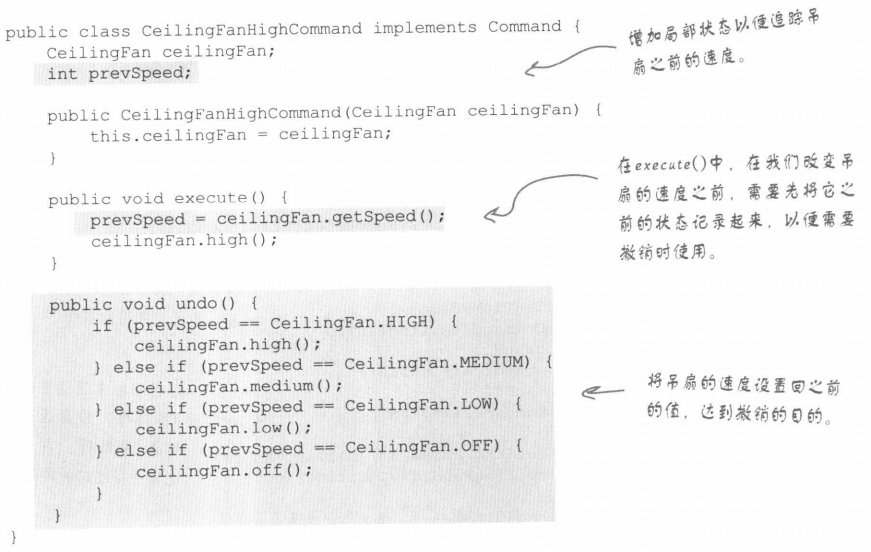 public class CeilingFanHighCommand implements Command {
    CeilingFan ceilingFan;
    int prevSpeed;
增加局部状态以便追踪吊
扇之前的速度。
    public CeilingFanHighCommand(CeilingFan ceilingFan) {
        this.ceilingFan = ceilingFan;
    }
    public void execute() {
        prevSpeed = ceilingFan.getSpeed();
        ceilingFan.high();
    }
在execute()中，在我们改变吊
扇的速度之前，需要先将它之
前的状态记录起来，以便需要
撤销时使用。
    public void undo() {
        if (prevSpeed == CeilingFan.HIGH) {
            ceilingFan.high();
        } else if (prevSpeed == CeilingFan.MEDIUM) {
            ceilingFan.medium();
        } else if (prevSpeed == CeilingFan.LOW) {
            ceilingFan.low();
        } else if (prevSpeed == CeilingFan.OFF) {
            ceilingFan.off();
        }
    }
将吊扇的速度设置回之前
的值，达到撤销的目的。
}